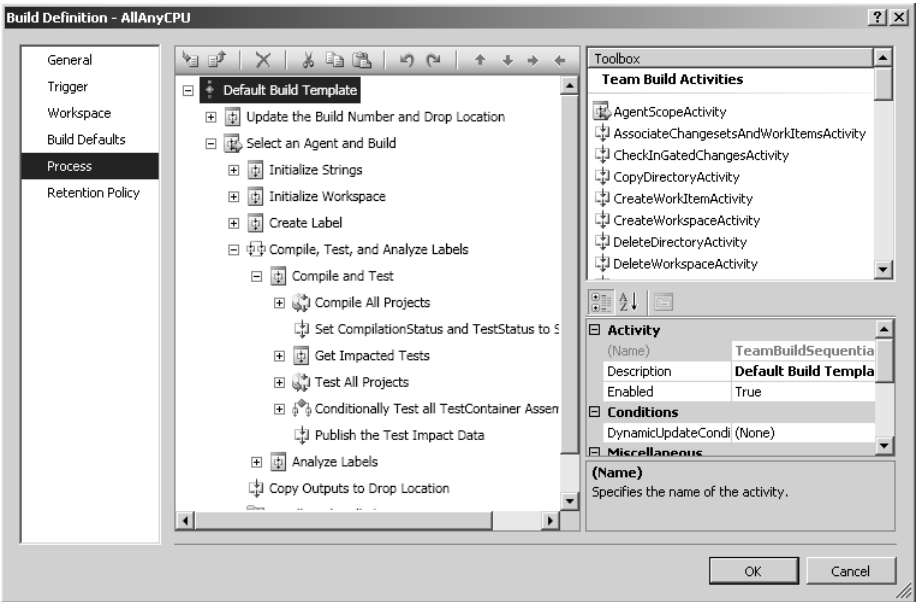 Build Definition - AllAnyCPU
General
Trigger
Workspace
Build Defaults
Process
Retention Policy
Default Build Template
Update the Build Number and Drop Location
Select an Agent and Build
Initialize Strings
Initialize Workspace
Create Label
Compile, Test, and Analyze Labels
Compile and Test
Compile All Projects
Set CompilationStatus and TestStatus to S
Get Impacted Tests
Test All Projects
Conditionally Test all TestContainer Assem
Publish the Test Impact Data
Analyze Labels
Copy Outputs to Drop Location
Toolbox
Team Build Activities
AgentScopeActivity
AssociateChangesetsAndWorkItemsActivity
CheckInGatedChangesActivity
CopyDirectoryActivity
CreateWorkItemActivity
CreateWorkspaceActivity
DeleteDirectoryActivity
DeleteWorkspaceActivity
Activity
(Name) TeamBuildSequentia
Description Default Build Templa
Enabled True
Conditions
DynamicUpdateCondi (None)
Miscellaneous
(Name)
Specifies the name of the activity.
OK Cancel